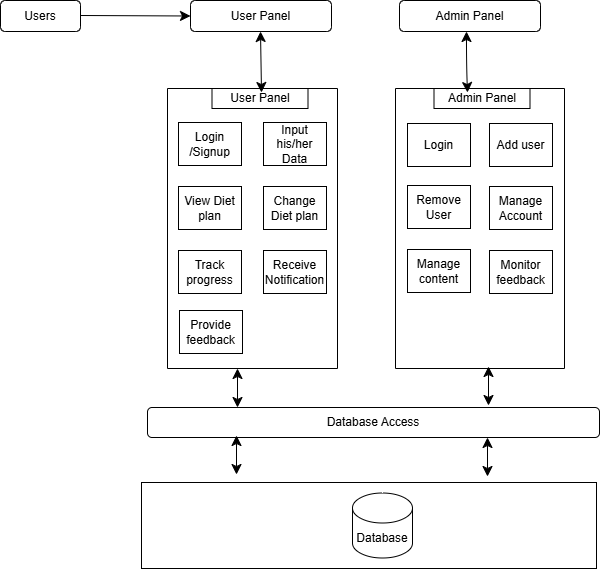 Users
User Panel
Admin Panel
User Panel
Login
/Signup
Input
his/her
Data
View Diet
plan
Change
Diet plan
Track
progress
Receive
Notification
Provide
feedback
Admin Panel
Login
Add user
Remove
User
Manage
Account
Manage
content
Monitor
feedback
Database Access
Database